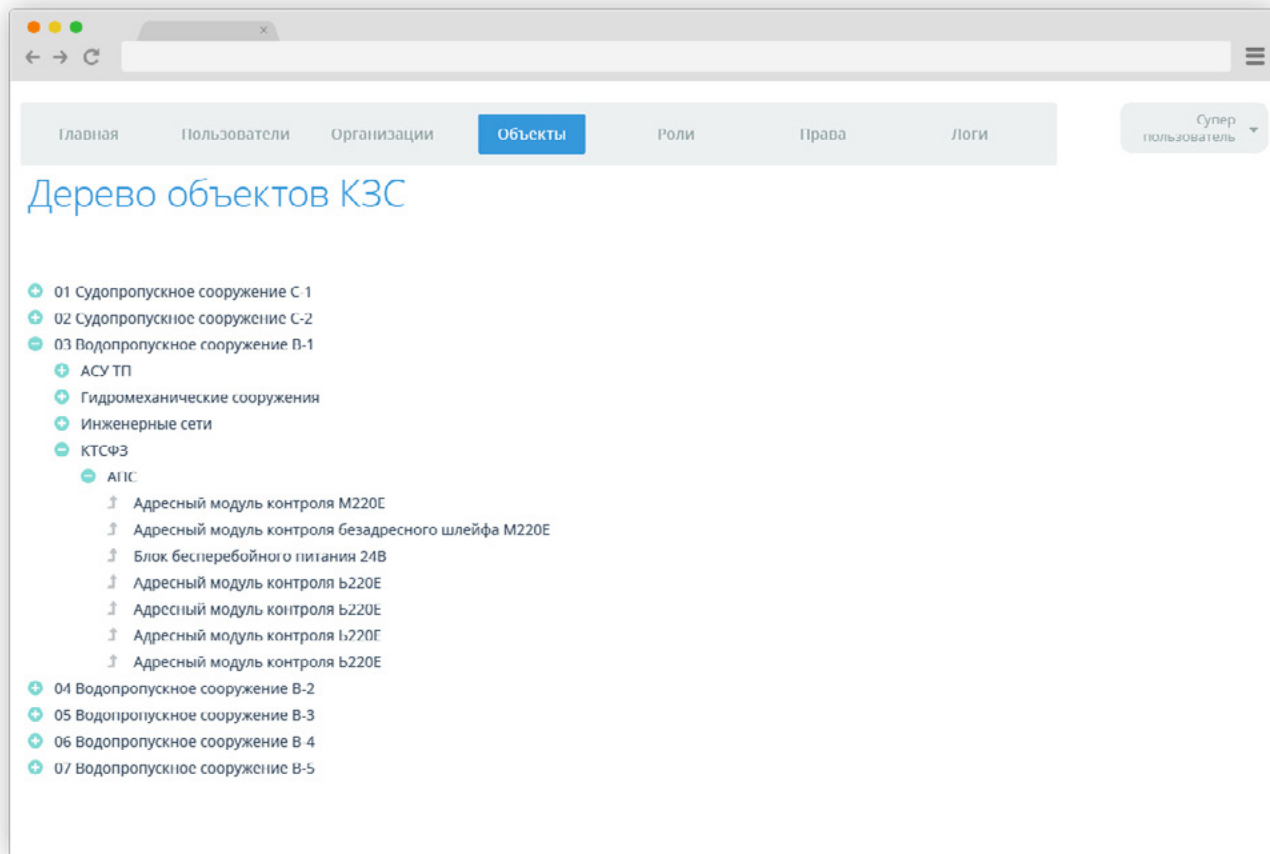 Главная Пользователи Организации Объекты Роли Права Логи
Супер
пользователь
Дерево объектов КЗС
01 Судопропускное сооружение С-1
02 Судопропускное сооружение С-2
03 Водопропускное сооружение В-1
АСУ ТП
Гидромеханические сооружения
Инженерные сети
КТСФЗ
АПС
Адресный модуль контроля М220Е
Адресный модуль контроля безадресного шлейфа М220Е
Блок бесперебойного питания 24В
Адресный модуль контроля Б220Е
Адресный модуль контроля Б220Е
Адресный модуль контроля Б220Е
Адресный модуль контроля Б220Е
04 Водопропускное сооружение В-2
05 Водопропускное сооружение В-3
06 Водопропускное сооружение В-4
07 Водопропускное сооружение В-5